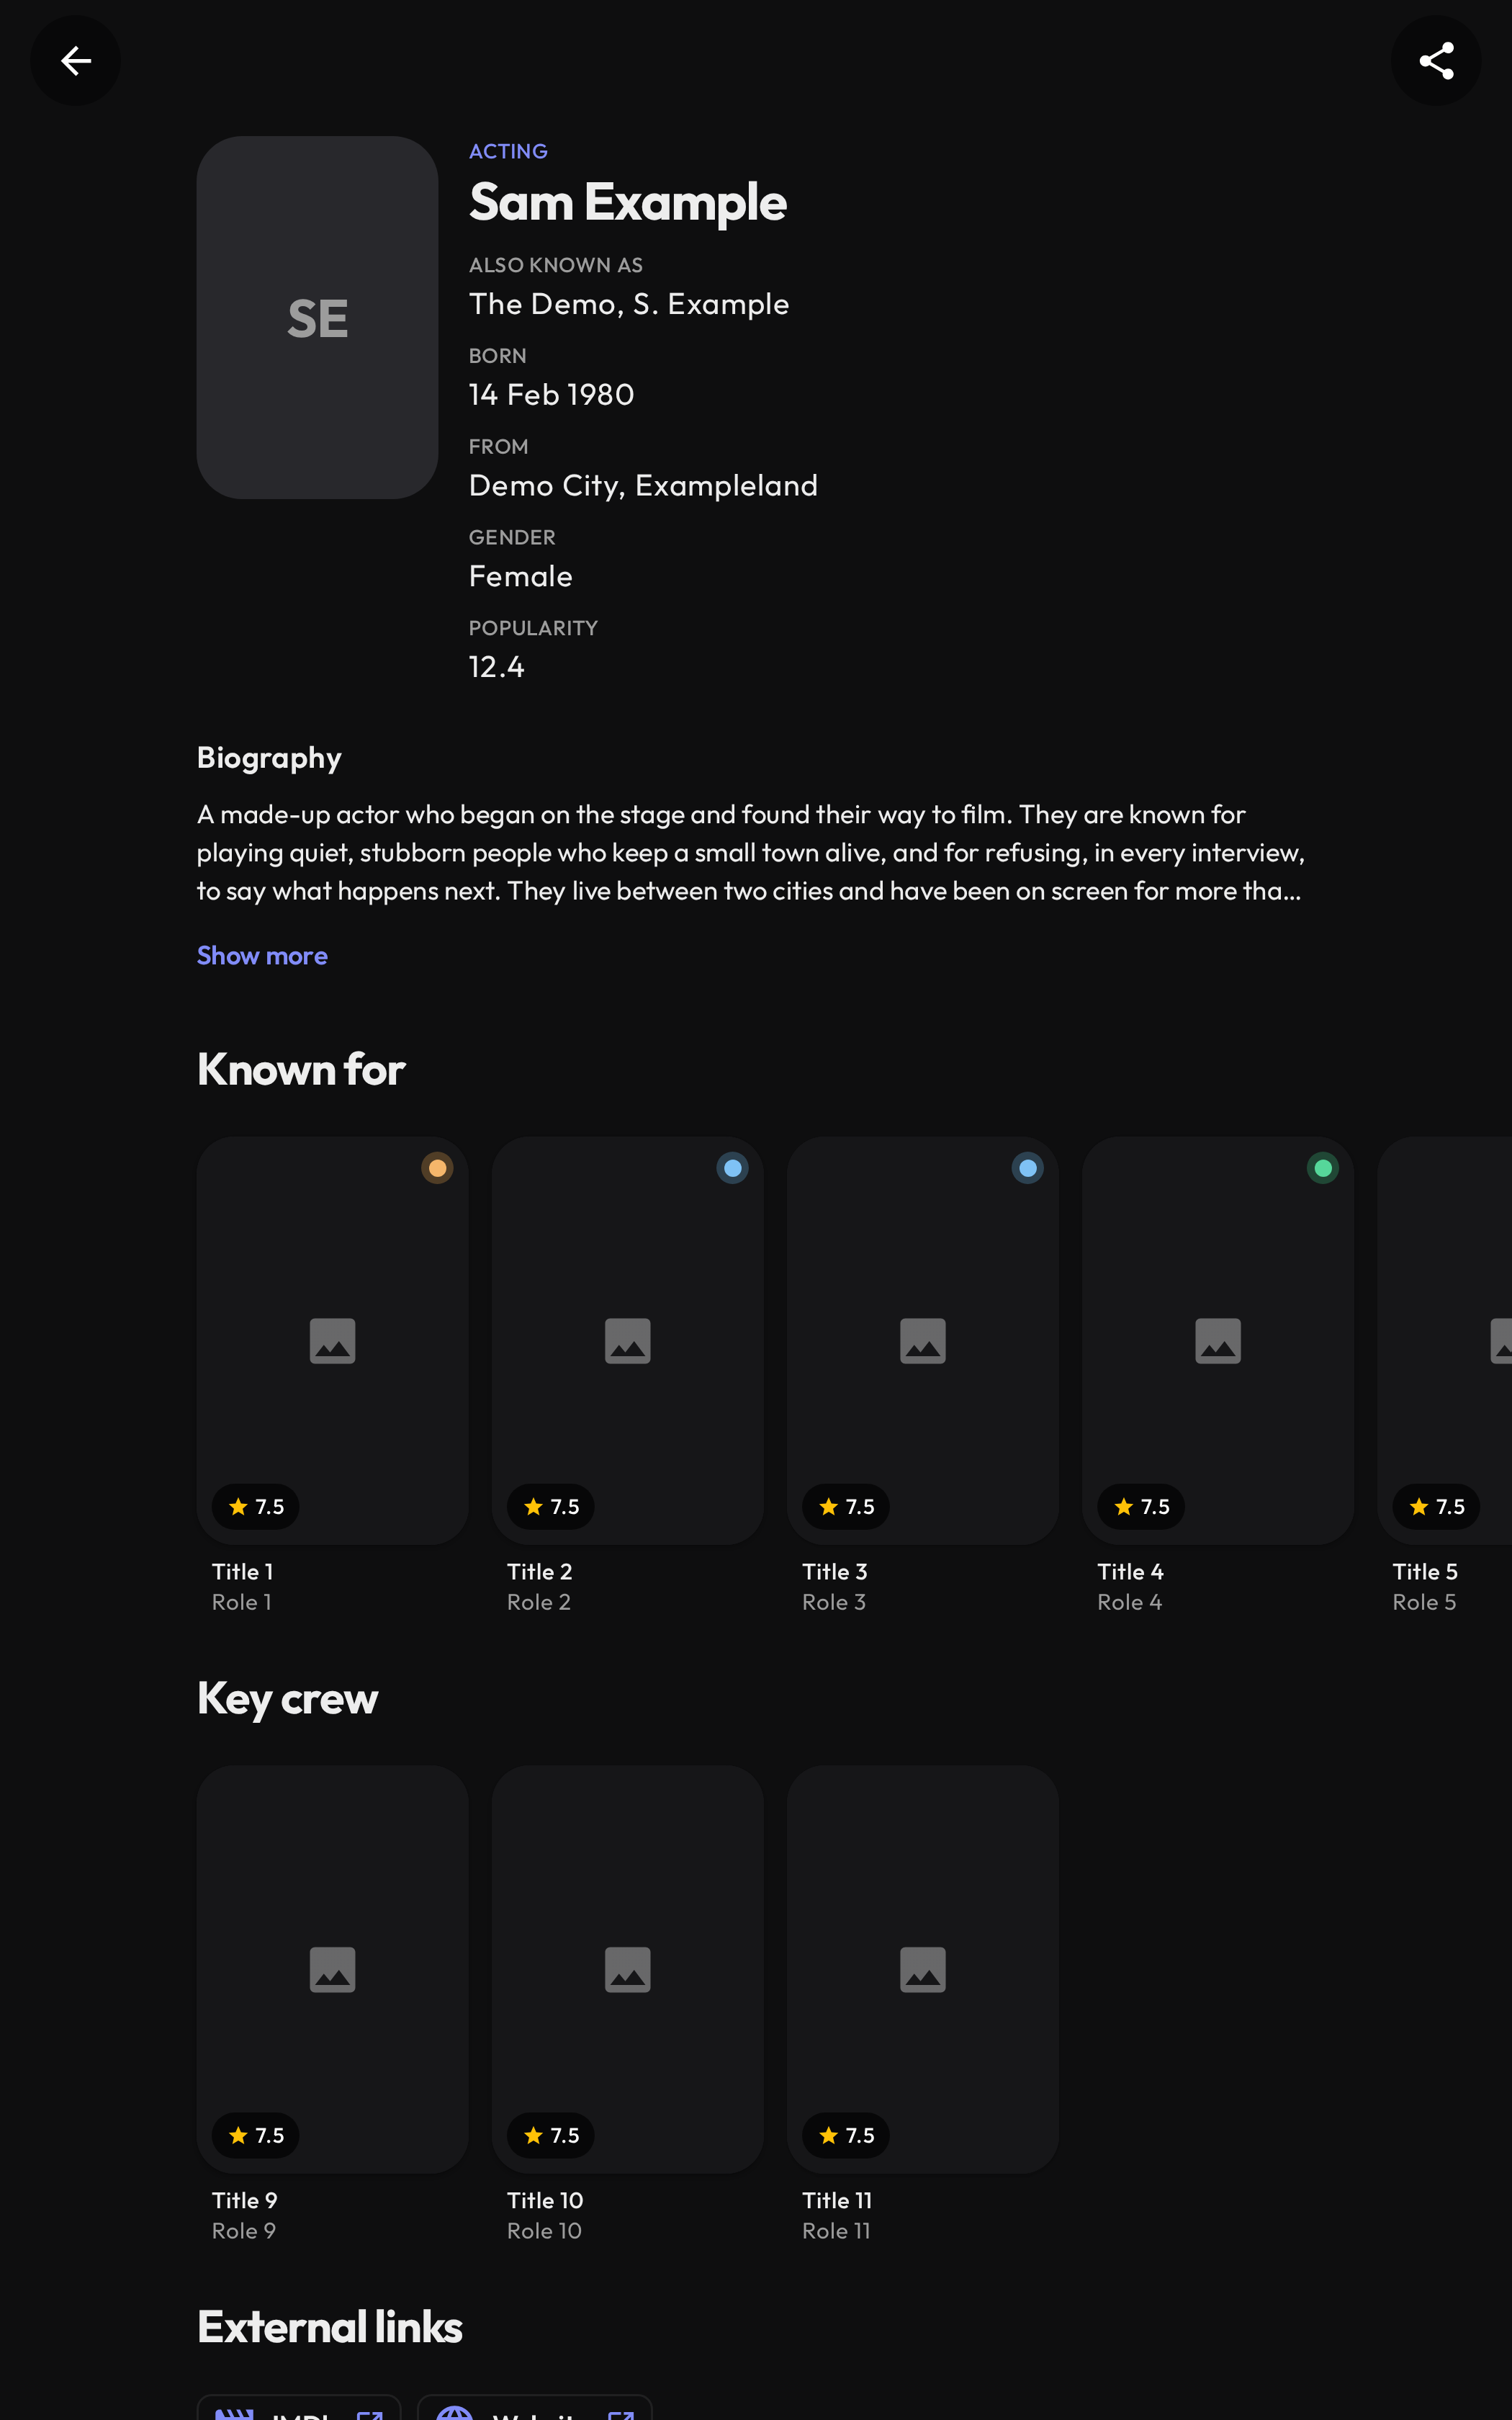 ACTING
Sam Example
ALSO KNOWN AS
The Demo, S. Example
BORN
14 Feb 1980
FROM
Demo City, Exampleland
GENDER
Female
POPULARITY
12.4
SE
Biography
A made-up actor who began on the stage and found their way to film. They are known for
playing quiet, stubborn people who keep a small town alive, and for refusing, in every interview,
to say what happens next. They live between two cities and have been on screen for more tha…
Show more
Known for
7.5
7.5
7.5
7.5
7.5
Title 1
Title 2
Title 3
Title 4
Title 5
Role 1
Role 2
Role 3
Role 4
Role 5
Key crew
7.5
7.5
7.5
Title 9
Title 10
Title 11
Role 9
Role 10
Role 11
External links